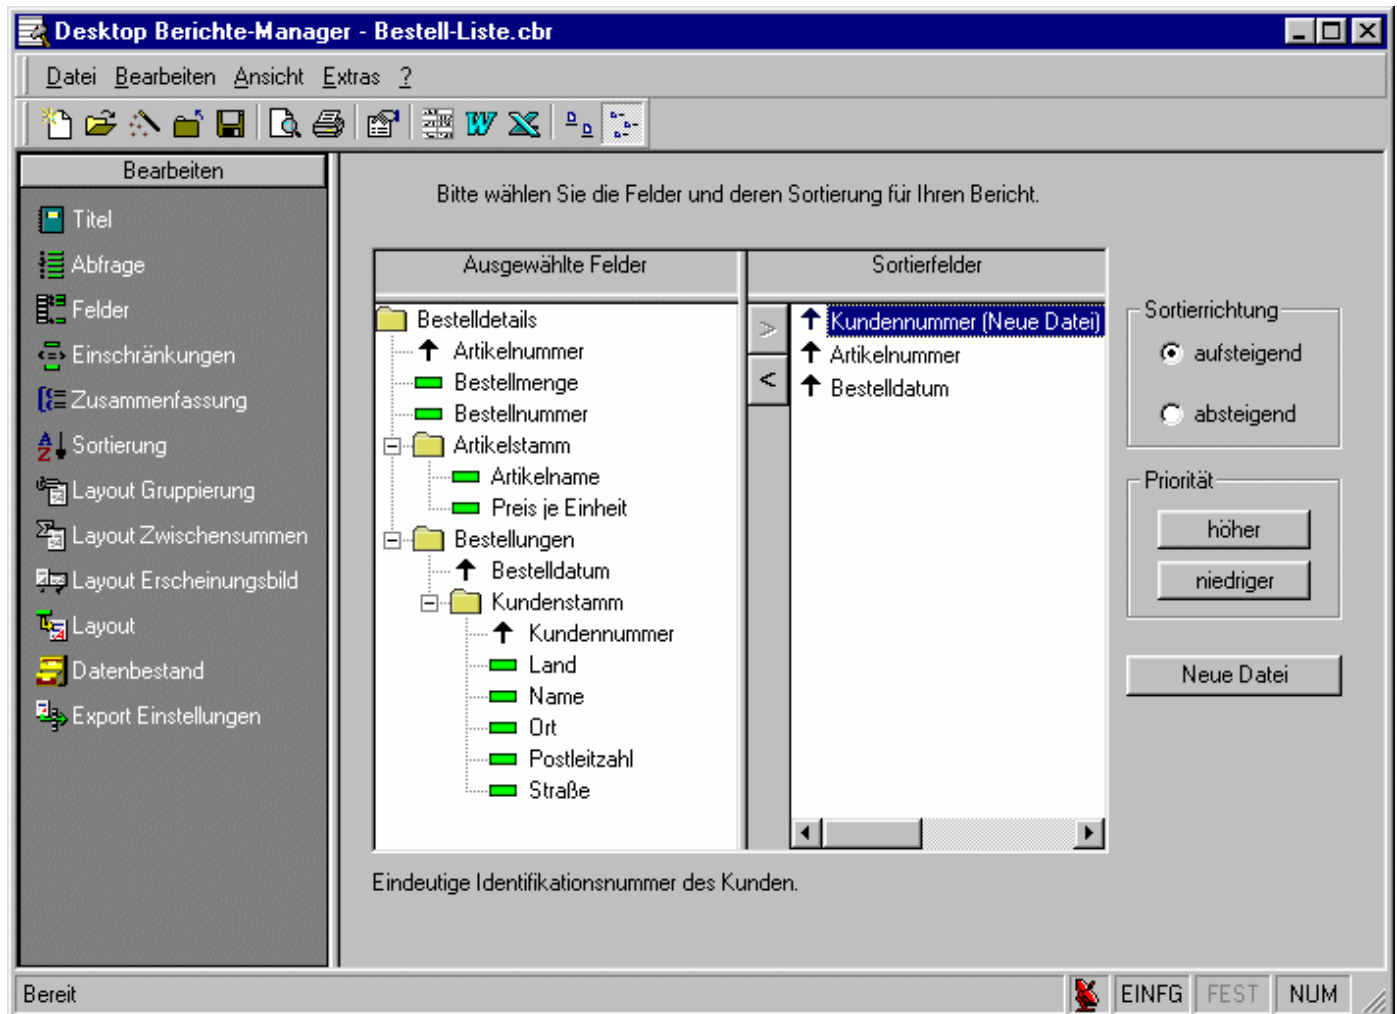 Desktop Berichte-Manager - Bestell-Liste.cbr
Datei Bearbeiten Ansicht Extras ?
Bearbeiten
Titel
Abfrage
Felder
Einschränkungen
Zusammenfassung
Sortierung
Layout Gruppierung
Layout Zwischensummen
Layout Erscheinungsbild
Layout
Datenbestand
Export Einstellungen
Bitte wählen Sie die Felder und deren Sortierung für Ihren Bericht.
Ausgewählte Felder
Bestelldetails
Artikelnummer
Bestellmenge
Bestellnummer
Artikelstamm
Artikelname
Preis je Einheit
Bestellungen
Bestelldatum
Kundenstamm
Kundennummer
Land
Name
Ort
Postleitzahl
Straße
>
<
Sortierfelder
Kundennummer (Neue Datei)
Artikelnummer
Bestelldatum
Sortierrichtung
aufsteigend
absteigend
Priorität
höher
niedriger
Neue Datei
Eindeutige Identifikationsnummer des Kunden.
Bereit
EINFG FEST NUM